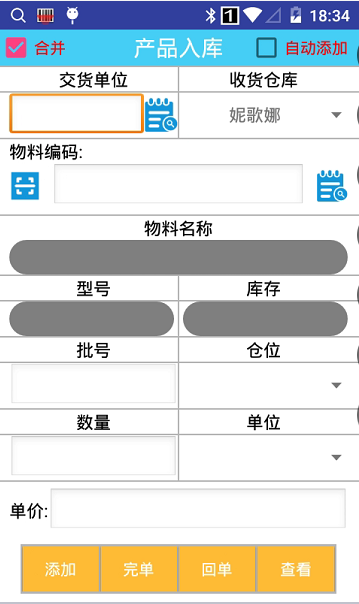 18:34
合并 产品入库 自动添加
交货单位 收货仓库
妮歌娜
物料编码:
物料名称
型号 库存
批号 仓位
数量 单位
单价:
添加 完单 回单 查看